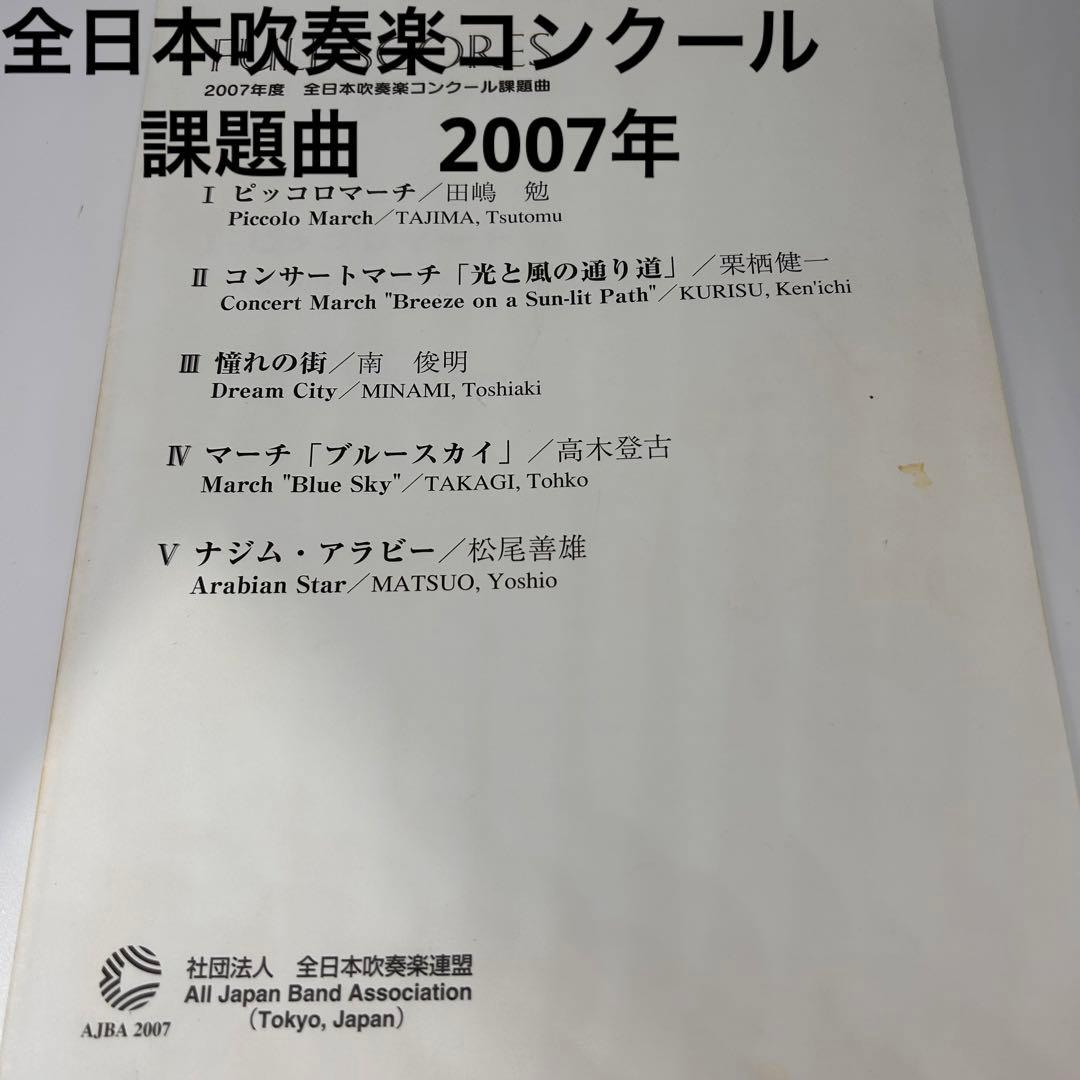 全日本吹奏楽コンクール
FULL SCORES
2007年度　全日本吹奏楽コンクール課題曲
課題曲　2007年
Ⅰ ピッコロマーチ／田嶋　勉
Piccolo March／TAJIMA, Tsutomu
Ⅱ コンサートマーチ「光と風の通り道」／栗栖健一
Concert March "Breeze on a Sun-lit Path"／KURISU, Ken'ichi
Ⅲ 憧れの街／南　俊明
Dream City／MINAMI, Toshiaki
Ⅳ マーチ「ブルースカイ」／高木登古
March "Blue Sky"／TAKAGI, Tohko
Ⅴ ナジム・アラビー／松尾善雄
Arabian Star／MATSUO, Yoshio
社団法人　全日本吹奏楽連盟
All Japan Band Association
（Tokyo, Japan）
AJBA 2007